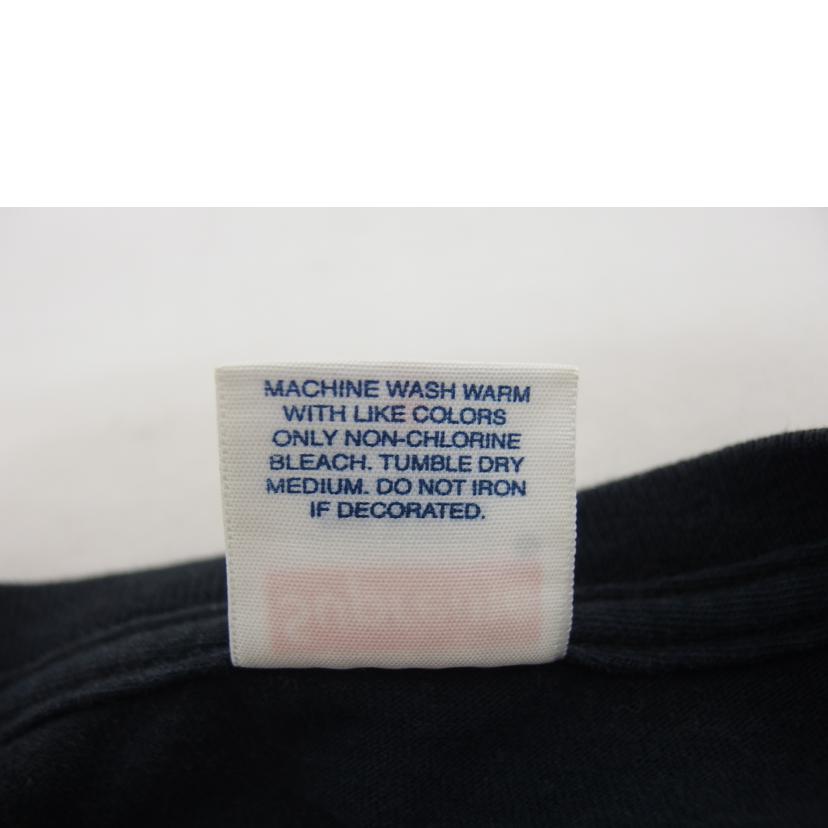 MACHINE WASH WARM
WITH LIKE COLORS
ONLY NON-CHLORINE
BLEACH. TUMBLE DRY
MEDIUM. DO NOT IRON
IF DECORATED.